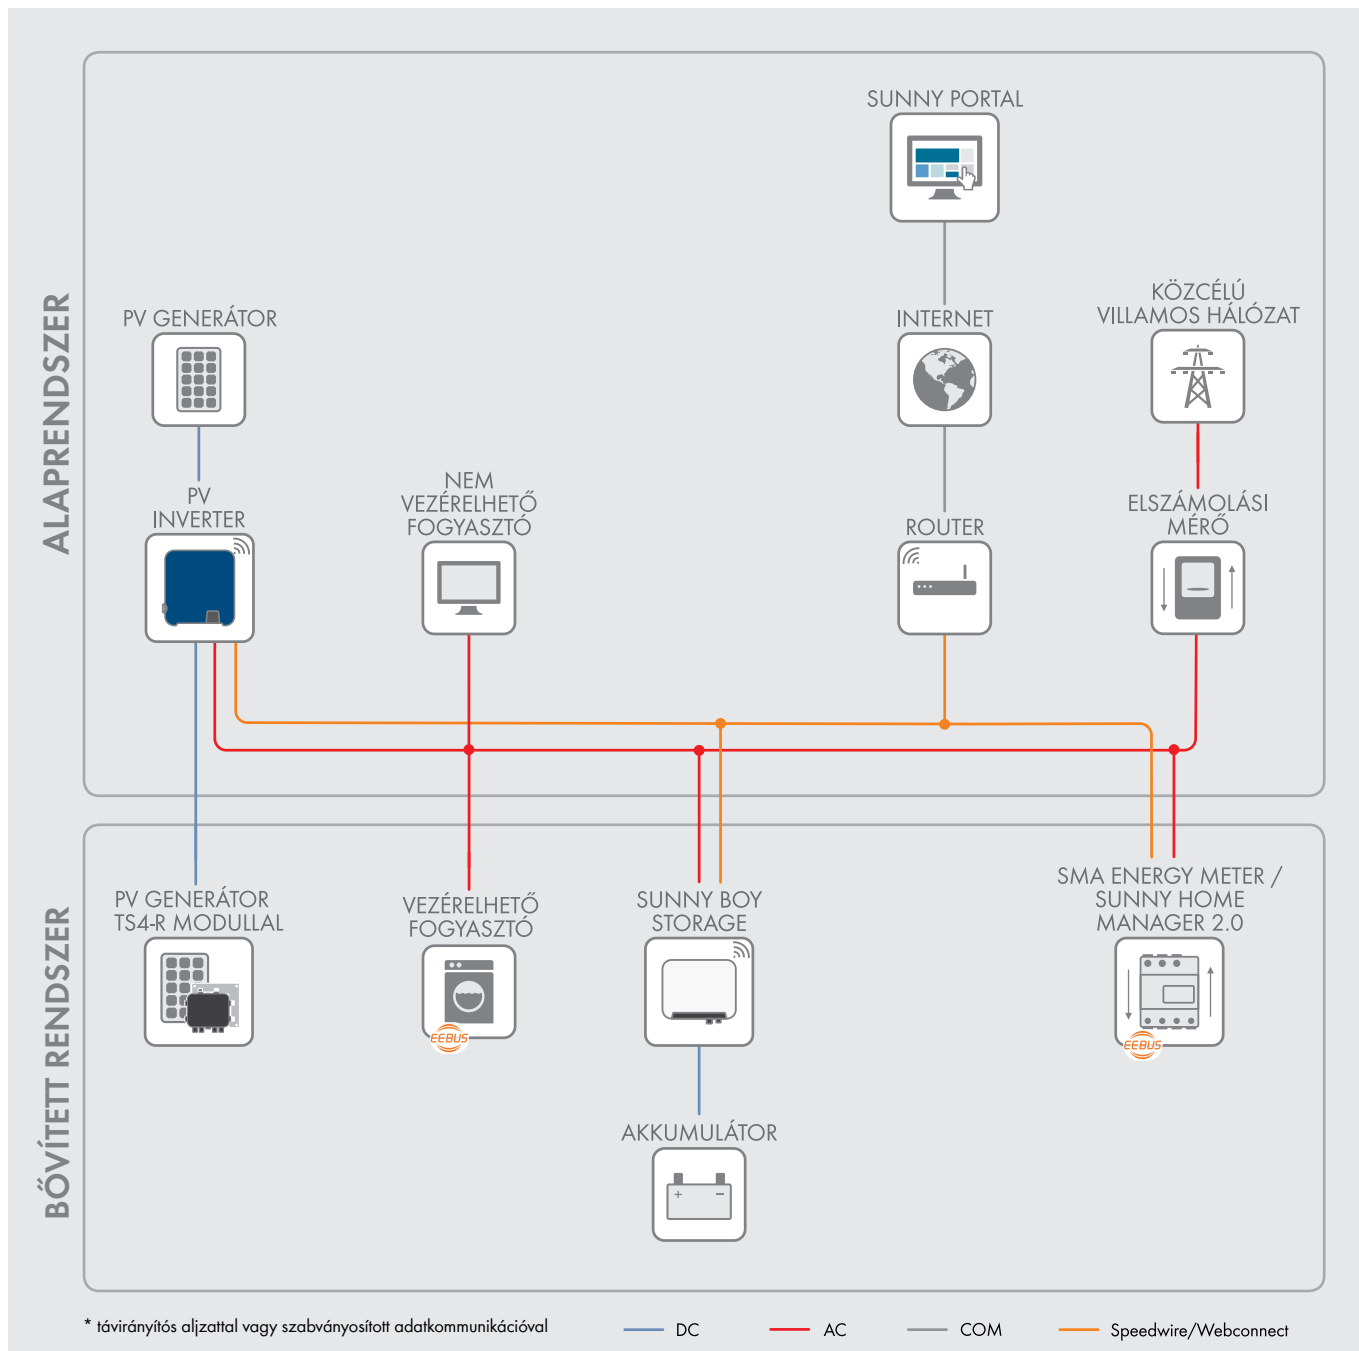 ALAPRENDSZER
SUNNY PORTAL
PV GENERÁTOR
INTERNET
KÖZCÉLÚ
VILLAMOS HÁLÓZAT
PV
INVERTER
NEM
VEZÉRELHETŐ
FOGYASZTÓ
ROUTER
ELSZÁMOLÁSI
MÉRŐ
BŐVÍTETT RENDSZER
PV GENERÁTOR
TS4-R MODULLAL
VEZÉRELHETŐ
FOGYASZTÓ
EEBUS
SUNNY BOY
STORAGE
SMA ENERGY METER /
SUNNY HOME
MANAGER 2.0
EEBUS
AKKUMULÁTOR
+ −
* távirányítós aljzattal vagy szabványosított adatkommunikációval
DC
AC
COM
Speedwire/Webconnect